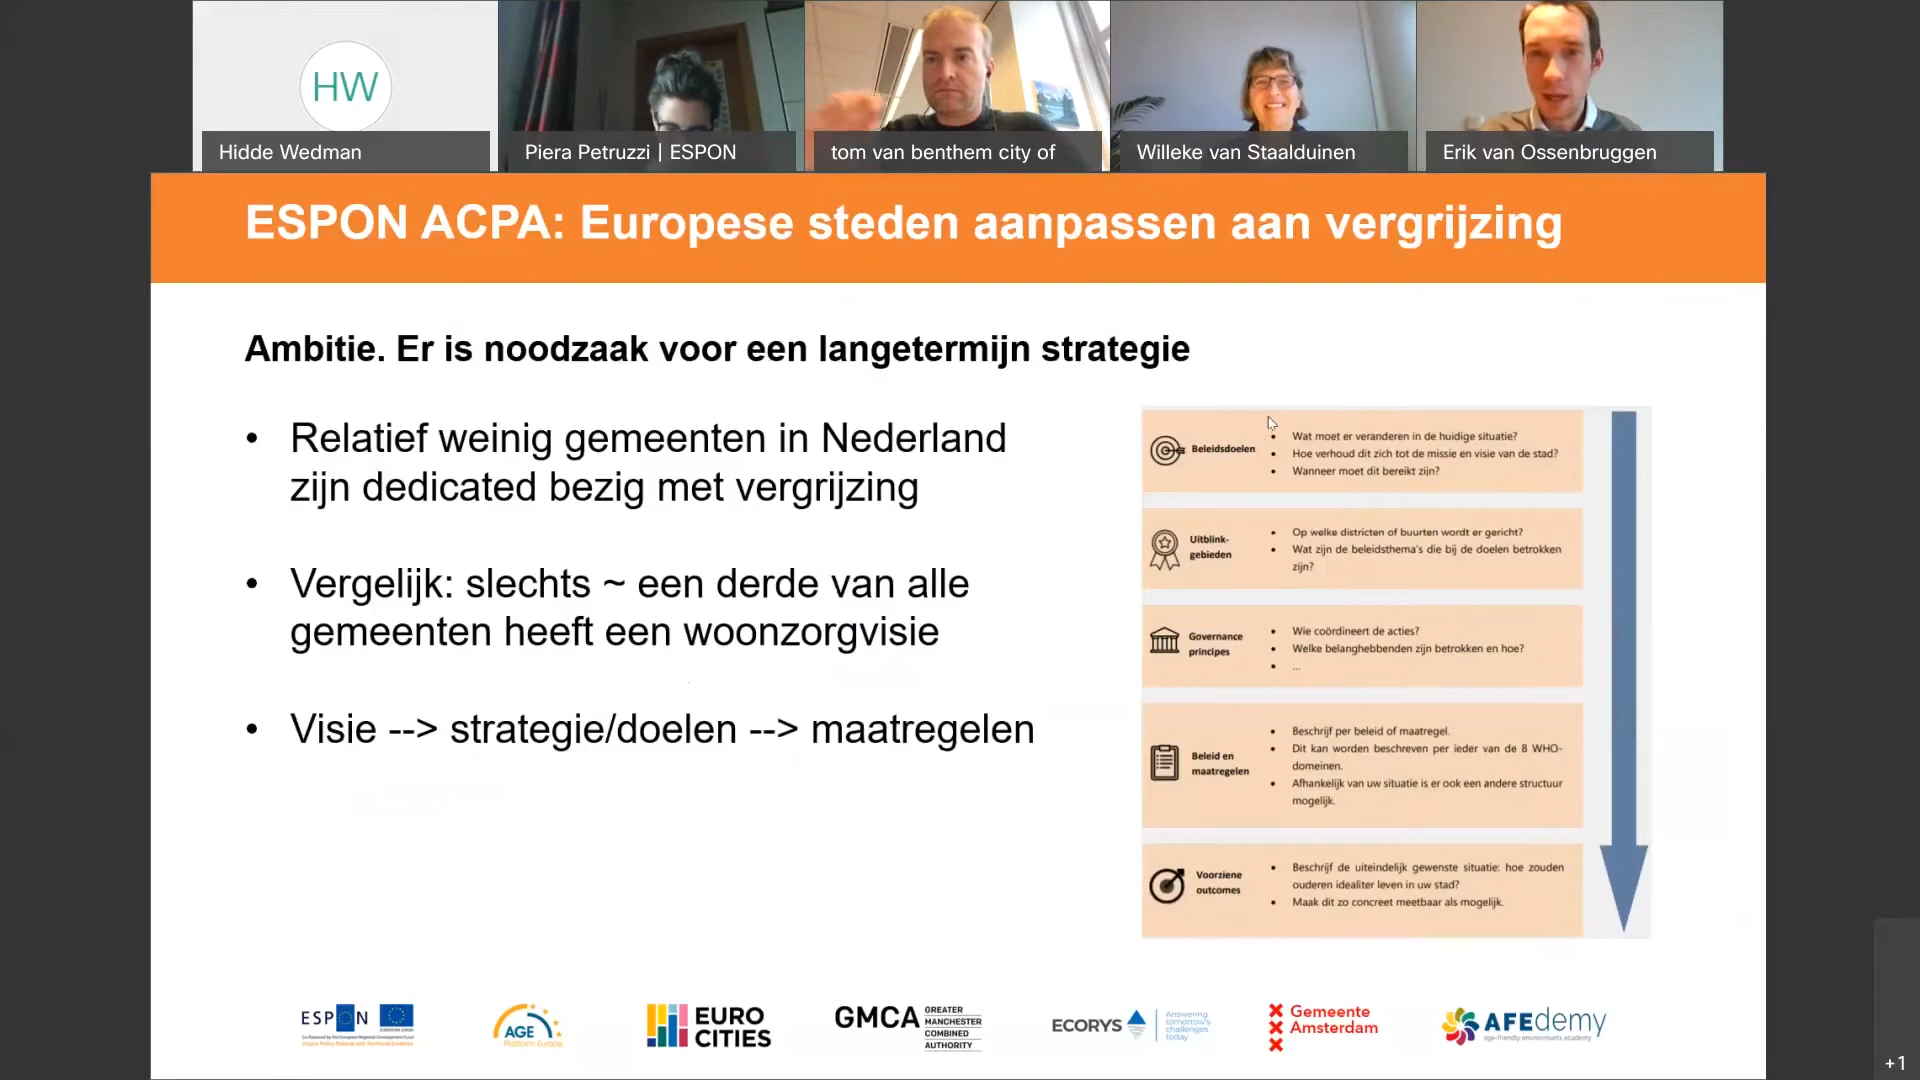 HW
Hidde Wedman
Piera Petruzzi | ESPON
tom van benthem city of
Willeke van Staalduinen
Erik van Ossenbruggen
ESPON ACPA: Europese steden aanpassen aan vergrijzing
Ambitie. Er is noodzaak voor een langetermijn strategie
• Relatief weinig gemeenten in Nederland
zijn dedicated bezig met vergrijzing
• Vergelijk: slechts ~ een derde van alle
gemeenten heeft een woonzorgvisie
• Visie --> strategie/doelen --> maatregelen
Beleidsdoelen
• Wat moet er veranderen in de huidige situatie?
• Hoe verhoud dit zich tot de missie en visie van de stad?
• Wanneer moet dit bereikt zijn?
Uitblink-
gebieden
• Op welke districten of buurten wordt er gericht?
• Wat zijn de beleidsthema's die bij de doelen betrokken
zijn?
Governance
principes
• Wie coördineert de acties?
• Welke belanghebbenden zijn betrokken en hoe?
• ...
Beleid en
maatregelen
• Beschrijf per beleid of maatregel.
• Dit kan worden beschreven per ieder van de 8 WHO-
domeinen.
• Afhankelijk van uw situatie is er ook een andere structuur
mogelijk.
Voorziene
outcomes
• Beschrijf de uiteindelijk gewenste situatie: hoe zouden
ouderen idealiter leven in uw stad?
• Maak dit zo concreet meetbaar als mogelijk.
ESPON
AGE
Platform Europe
EURO
CITIES
GMCA
GREATER
MANCHESTER
COMBINED
AUTHORITY
ECORYS
Answering
tomorrow's
challenges
today
Gemeente
Amsterdam
AFEdemy
age-friendly environments academy
+1